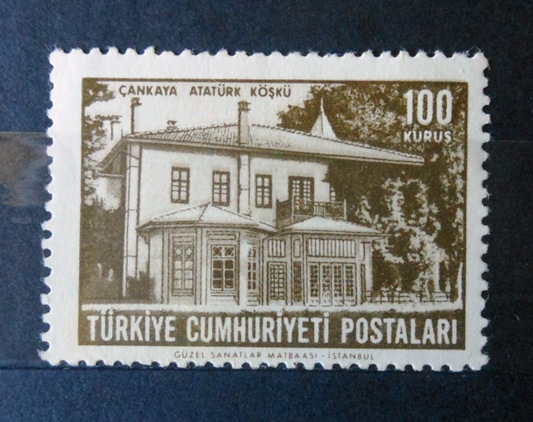 ÇANKAYA ATATÜRK KÖŞKÜ
100
KURUŞ
TÜRKİYE CUMHURİYETİ POSTALARI
GÜZEL SANATLAR MATBAASI - İSTANBUL